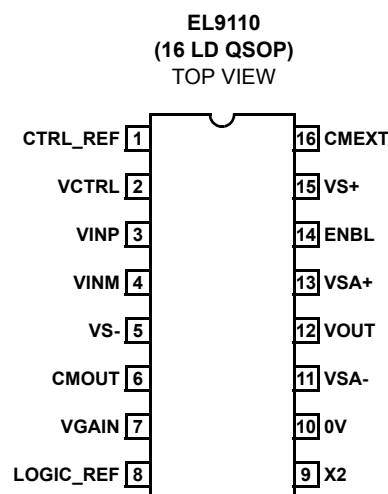 EL9110
(16 LD QSOP)
TOP VIEW
CTRL_REF 1
16 CMEXT
VCTRL 2
15 VS+
VINP 3
14 ENBL
VINM 4
13 VSA+
VS- 5
12 VOUT
CMOUT 6
11 VSA-
VGAIN 7
10 0V
LOGIC_REF 8
9 X2